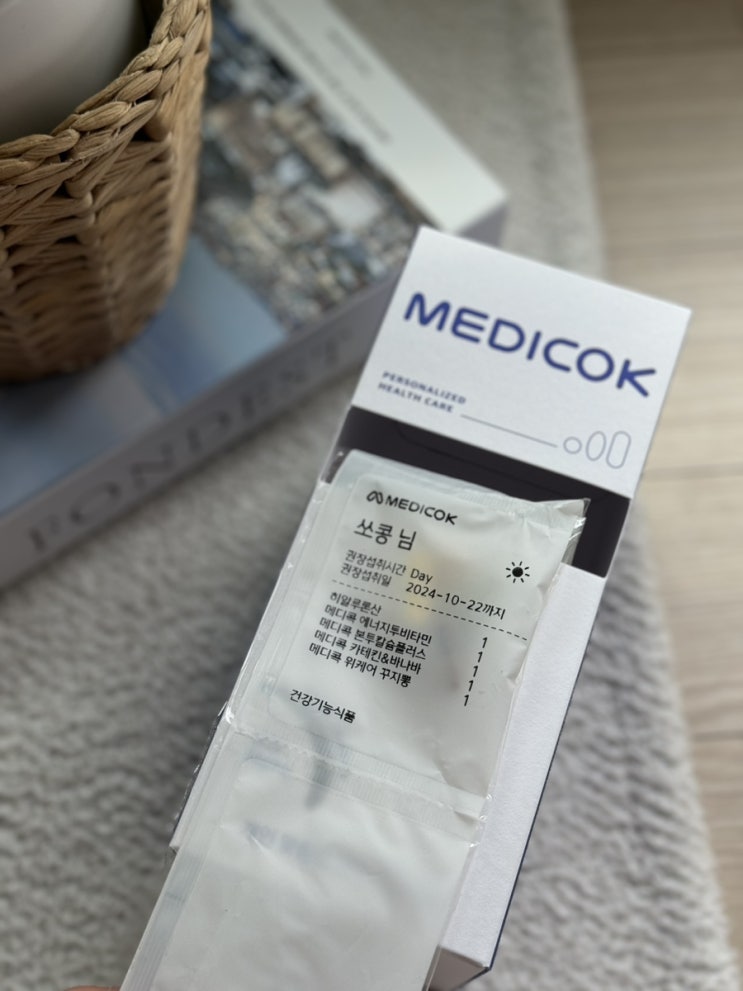 MEDICOK
PERSONALIZED
HEALTH CARE
MEDICOK
쏘콩 님
권장섭취시간 Day
권장섭취일 2024-10-22까지
히알루론산 1
메디콕 에너지투비타민 1
메디콕 본투칼슘플러스 1
메디콕 카테킨&바나바 1
메디콕 위케어 꾸지뽕 1
건강기능식품
FONDENST